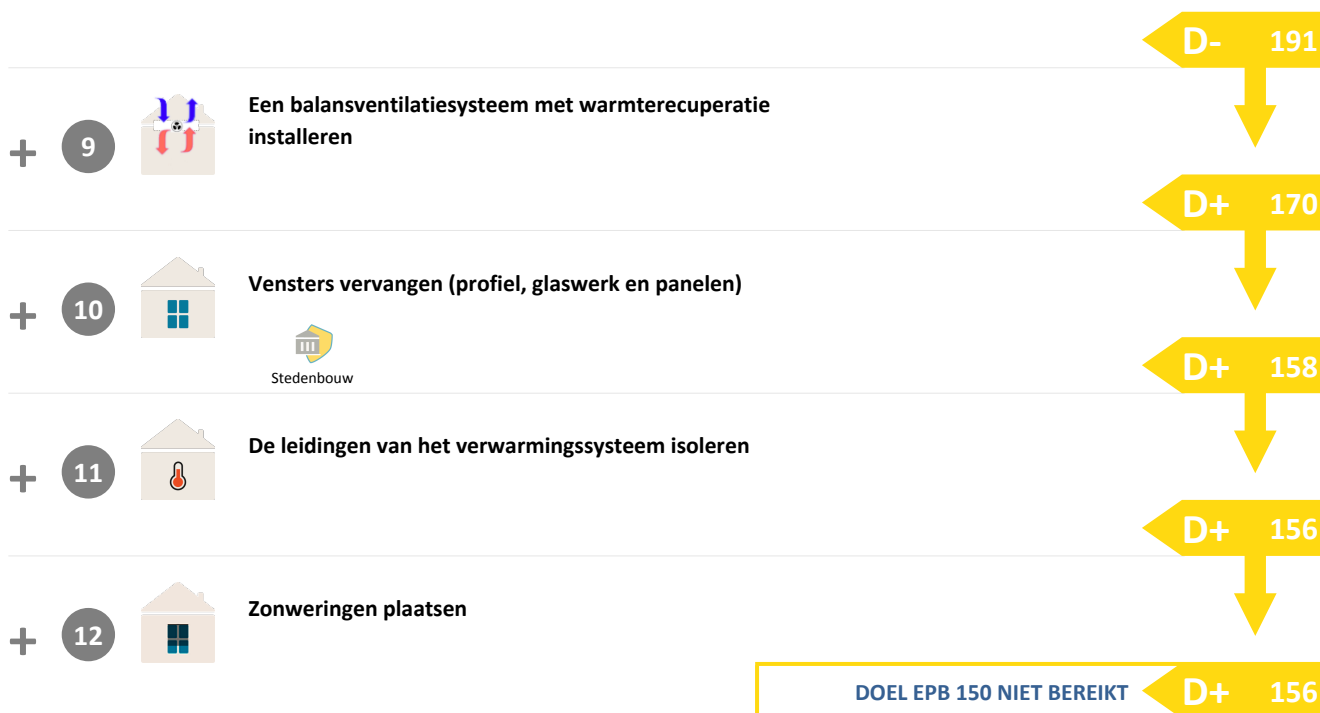 D- 191
Een balansventilatiesysteem met warmterecuperatie
installeren
+ 9
D+ 170
Vensters vervangen (profiel, glaswerk en panelen)
+ 10
Stedenbouw
D+ 158
De leidingen van het verwarmingssysteem isoleren
+ 11
D+ 156
Zonweringen plaatsen
+ 12
DOEL EPB 150 NIET BEREIKT D+ 156